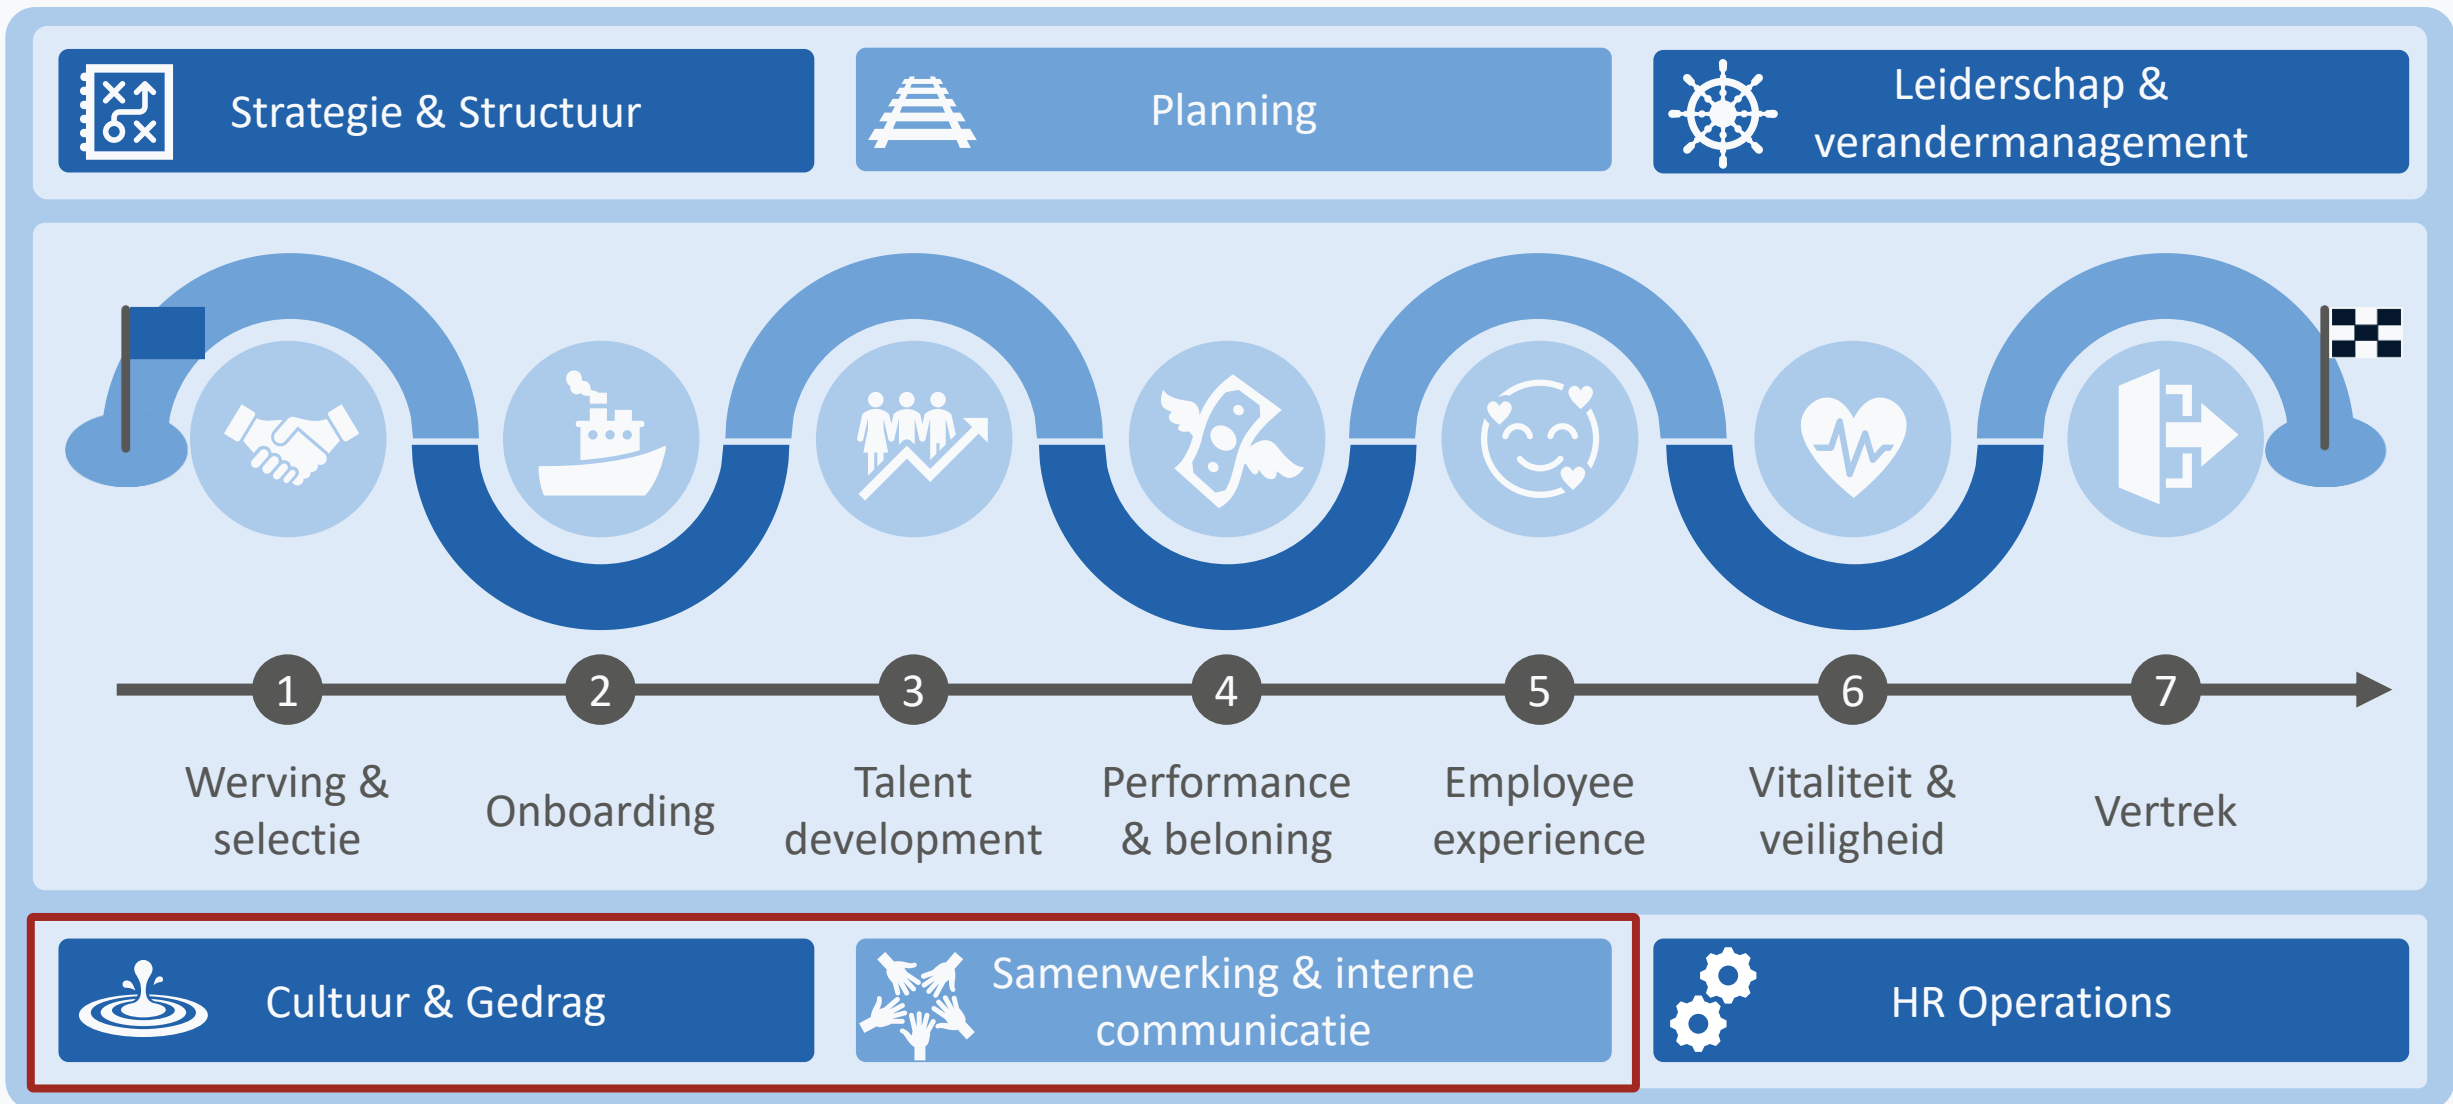 Strategie & Structuur
Planning
Leiderschap &
verandermanagement
1
2
3
4
5
6
7
Werving &
selectie
Onboarding
Talent
development
Performance
& beloning
Employee
experience
Vitaliteit &
veiligheid
Vertrek
Cultuur & Gedrag
Samenwerking & interne
communicatie
HR Operations